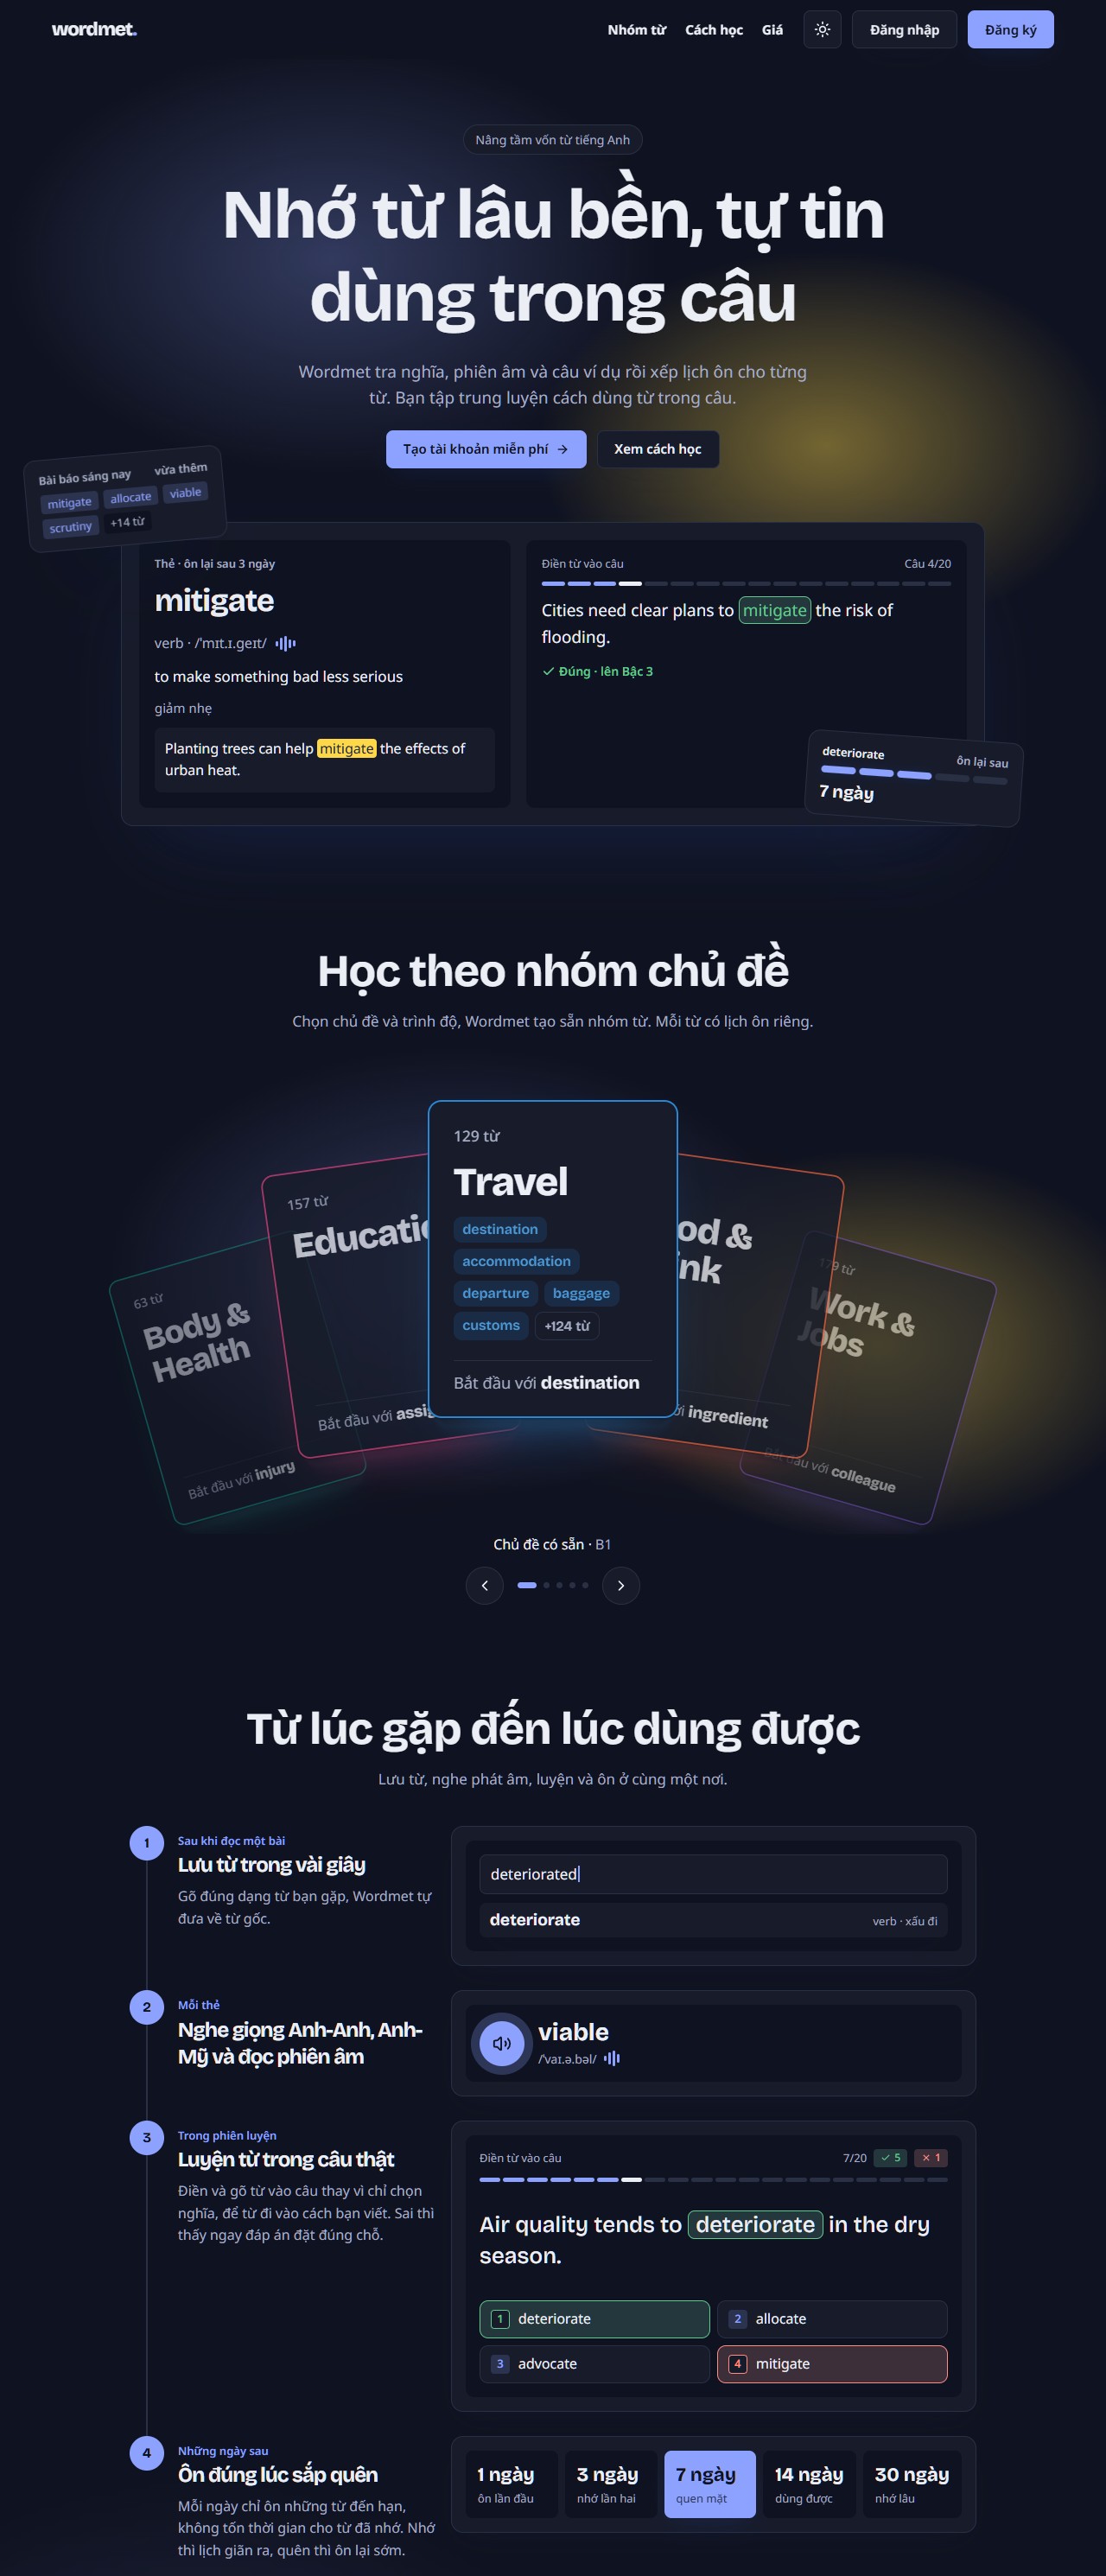 wordmet.
Nhóm từ
Cách học
Giá
Đăng nhập
Đăng ký
Nâng tầm vốn từ tiếng Anh
Nhớ từ lâu bền, tự tin
dùng trong câu
Wordmet tra nghĩa, phiên âm và câu ví dụ rồi xếp lịch ôn cho từng
từ. Bạn tập trung luyện cách dùng từ trong câu.
Tạo tài khoản miễn phí
Xem cách học
Bài báo sáng nay
vừa thêm
mitigate
allocate
viable
scrutiny
+14 từ
Thẻ · ôn lại sau 3 ngày
mitigate
verb · /ˈmɪt.ɪ.ɡeɪt/
to make something bad less serious
giảm nhẹ
Planting trees can help mitigate the effects of
urban heat.
Điền từ vào câu
Câu 4/20
Cities need clear plans to mitigate the risk of
flooding.
Đúng · lên Bậc 3
deteriorate
ôn lại sau
7 ngày
Học theo nhóm chủ đề
Chọn chủ đề và trình độ, Wordmet tạo sẵn nhóm từ. Mỗi từ có lịch ôn riêng.
63 từ
Body &
Health
Bắt đầu với injury
157 từ
Educatio
Bắt đầu với assig
129 từ
Travel
destination
accommodation
departure
baggage
customs
+124 từ
Bắt đầu với destination
od &
ink
ới ingredient
179 từ
Work &
Jobs
Bắt đầu với colleague
Chủ đề có sẵn · B1
Từ lúc gặp đến lúc dùng được
Lưu từ, nghe phát âm, luyện và ôn ở cùng một nơi.
1
Sau khi đọc một bài
Lưu từ trong vài giây
Gõ đúng dạng từ bạn gặp, Wordmet tự
đưa về từ gốc.
deteriorated
deteriorate
verb · xấu đi
2
Mỗi thẻ
Nghe giọng Anh-Anh, Anh-
Mỹ và đọc phiên âm
viable
/ˈvaɪ.ə.bəl/
3
Trong phiên luyện
Luyện từ trong câu thật
Điền và gõ từ vào câu thay vì chỉ chọn
nghĩa, để từ đi vào cách bạn viết. Sai thì
thấy ngay đáp án đặt đúng chỗ.
Điền từ vào câu
7/20
5
1
Air quality tends to deteriorate in the dry
season.
1 deteriorate
2 allocate
3 advocate
4 mitigate
4
Những ngày sau
Ôn đúng lúc sắp quên
Mỗi ngày chỉ ôn những từ đến hạn,
không tốn thời gian cho từ đã nhớ. Nhớ
thì lịch giãn ra, quên thì ôn lại sớm.
1 ngày
ôn lần đầu
3 ngày
nhớ lần hai
7 ngày
quen mặt
14 ngày
dùng được
30 ngày
nhớ lâu